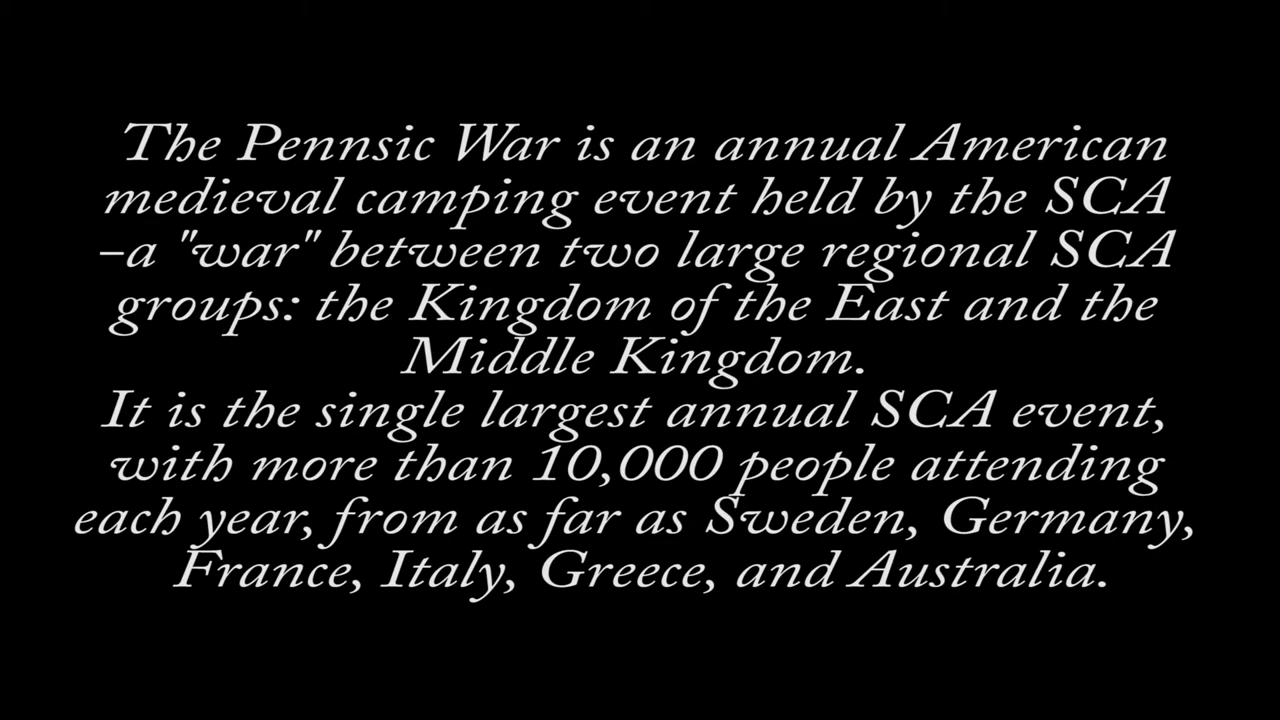 The Pennsic War is an annual American
medieval camping event held by the SCA
–a "war" between two large regional SCA
groups: the Kingdom of the East and the
Middle Kingdom.
It is the single largest annual SCA event,
with more than 10,000 people attending
each year, from as far as Sweden, Germany,
France, Italy, Greece, and Australia.